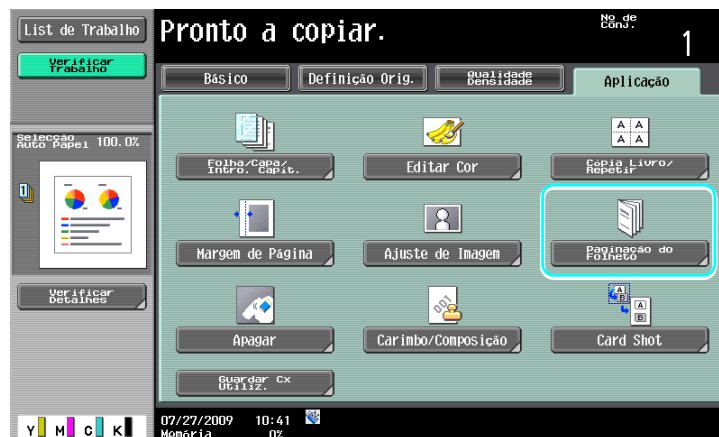 List de Trabalho
Pronto a copiar.
No de
Conj.
1
Verificar
Trabalho
Básico
Definição Orig.
Qualidade
Densidade
Aplicação
Selecção
Auto Papel
100.0%
Folha/Capa/
Intro. Capít.
Editar Cor
A A
A A
Cópia Livro/
Repetir
Margem de Página
Ajuste de Imagem
Paginação do
Folheto
Verificar
Detalhes
Apagar
001
Carimbo/Composição
A
B
A
B
Card Shot
Guardar Cx
Utiliz.
Y M C K
07/27/2009 10:41
Memória 0%